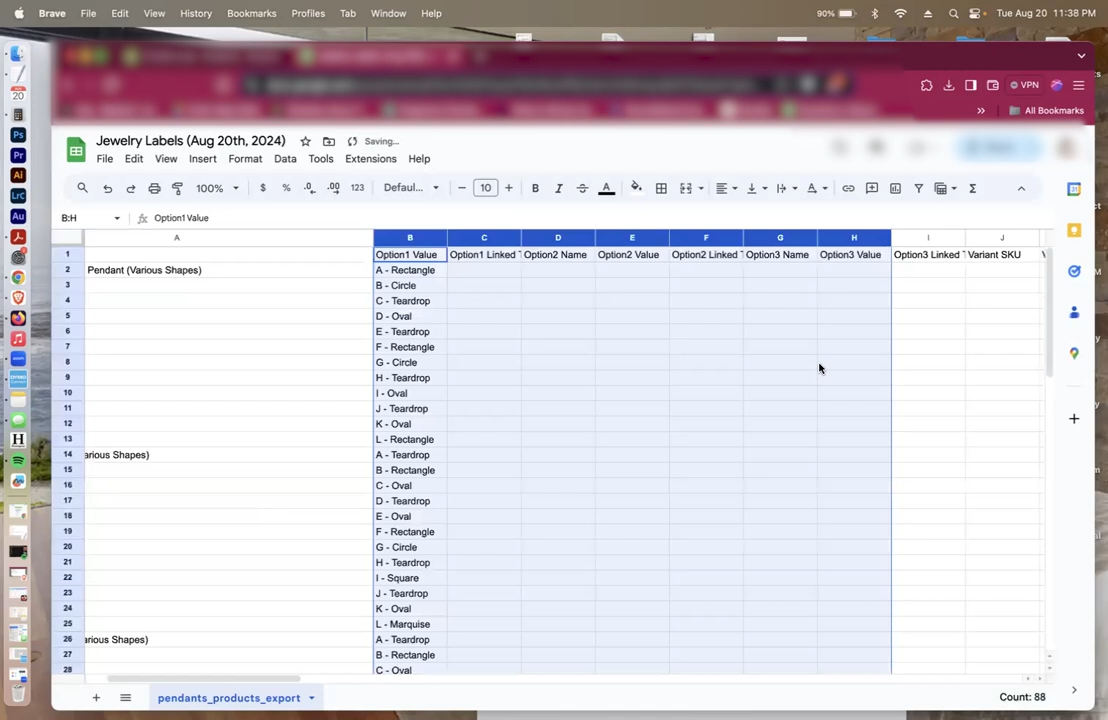 Brave File Edit View History Bookmarks Profiles Tab Window Help 90% Tue Aug 20 11:38 PM
VPN
» All Bookmarks
Jewelry Labels (Aug 20th, 2024) Saving...
File Edit View Insert Format Data Tools Extensions Help
100% $ % .0 .00 123 Defaul... − 10 + B I A Σ
B:H fx Option1 Value
A B C D E F G H I J
1 Option1 Value Option1 Linked Option2 Name Option2 Value Option2 Linked Option3 Name Option3 Value Option3 Linked Variant SKU
2 Pendant (Various Shapes) A - Rectangle
3 B - Circle
4 C - Teardrop
5 D - Oval
6 E - Teardrop
7 F - Rectangle
8 G - Circle
9 H - Teardrop
10 I - Oval
11 J - Teardrop
12 K - Oval
13 L - Rectangle
14 arious Shapes) A - Teardrop
15 B - Rectangle
16 C - Oval
17 D - Teardrop
18 E - Oval
19 F - Rectangle
20 G - Circle
21 H - Teardrop
22 I - Square
23 J - Teardrop
24 K - Oval
25 L - Marquise
26 arious Shapes) A - Teardrop
27 B - Rectangle
28 C - Oval
+ pendants_products_export Count: 88